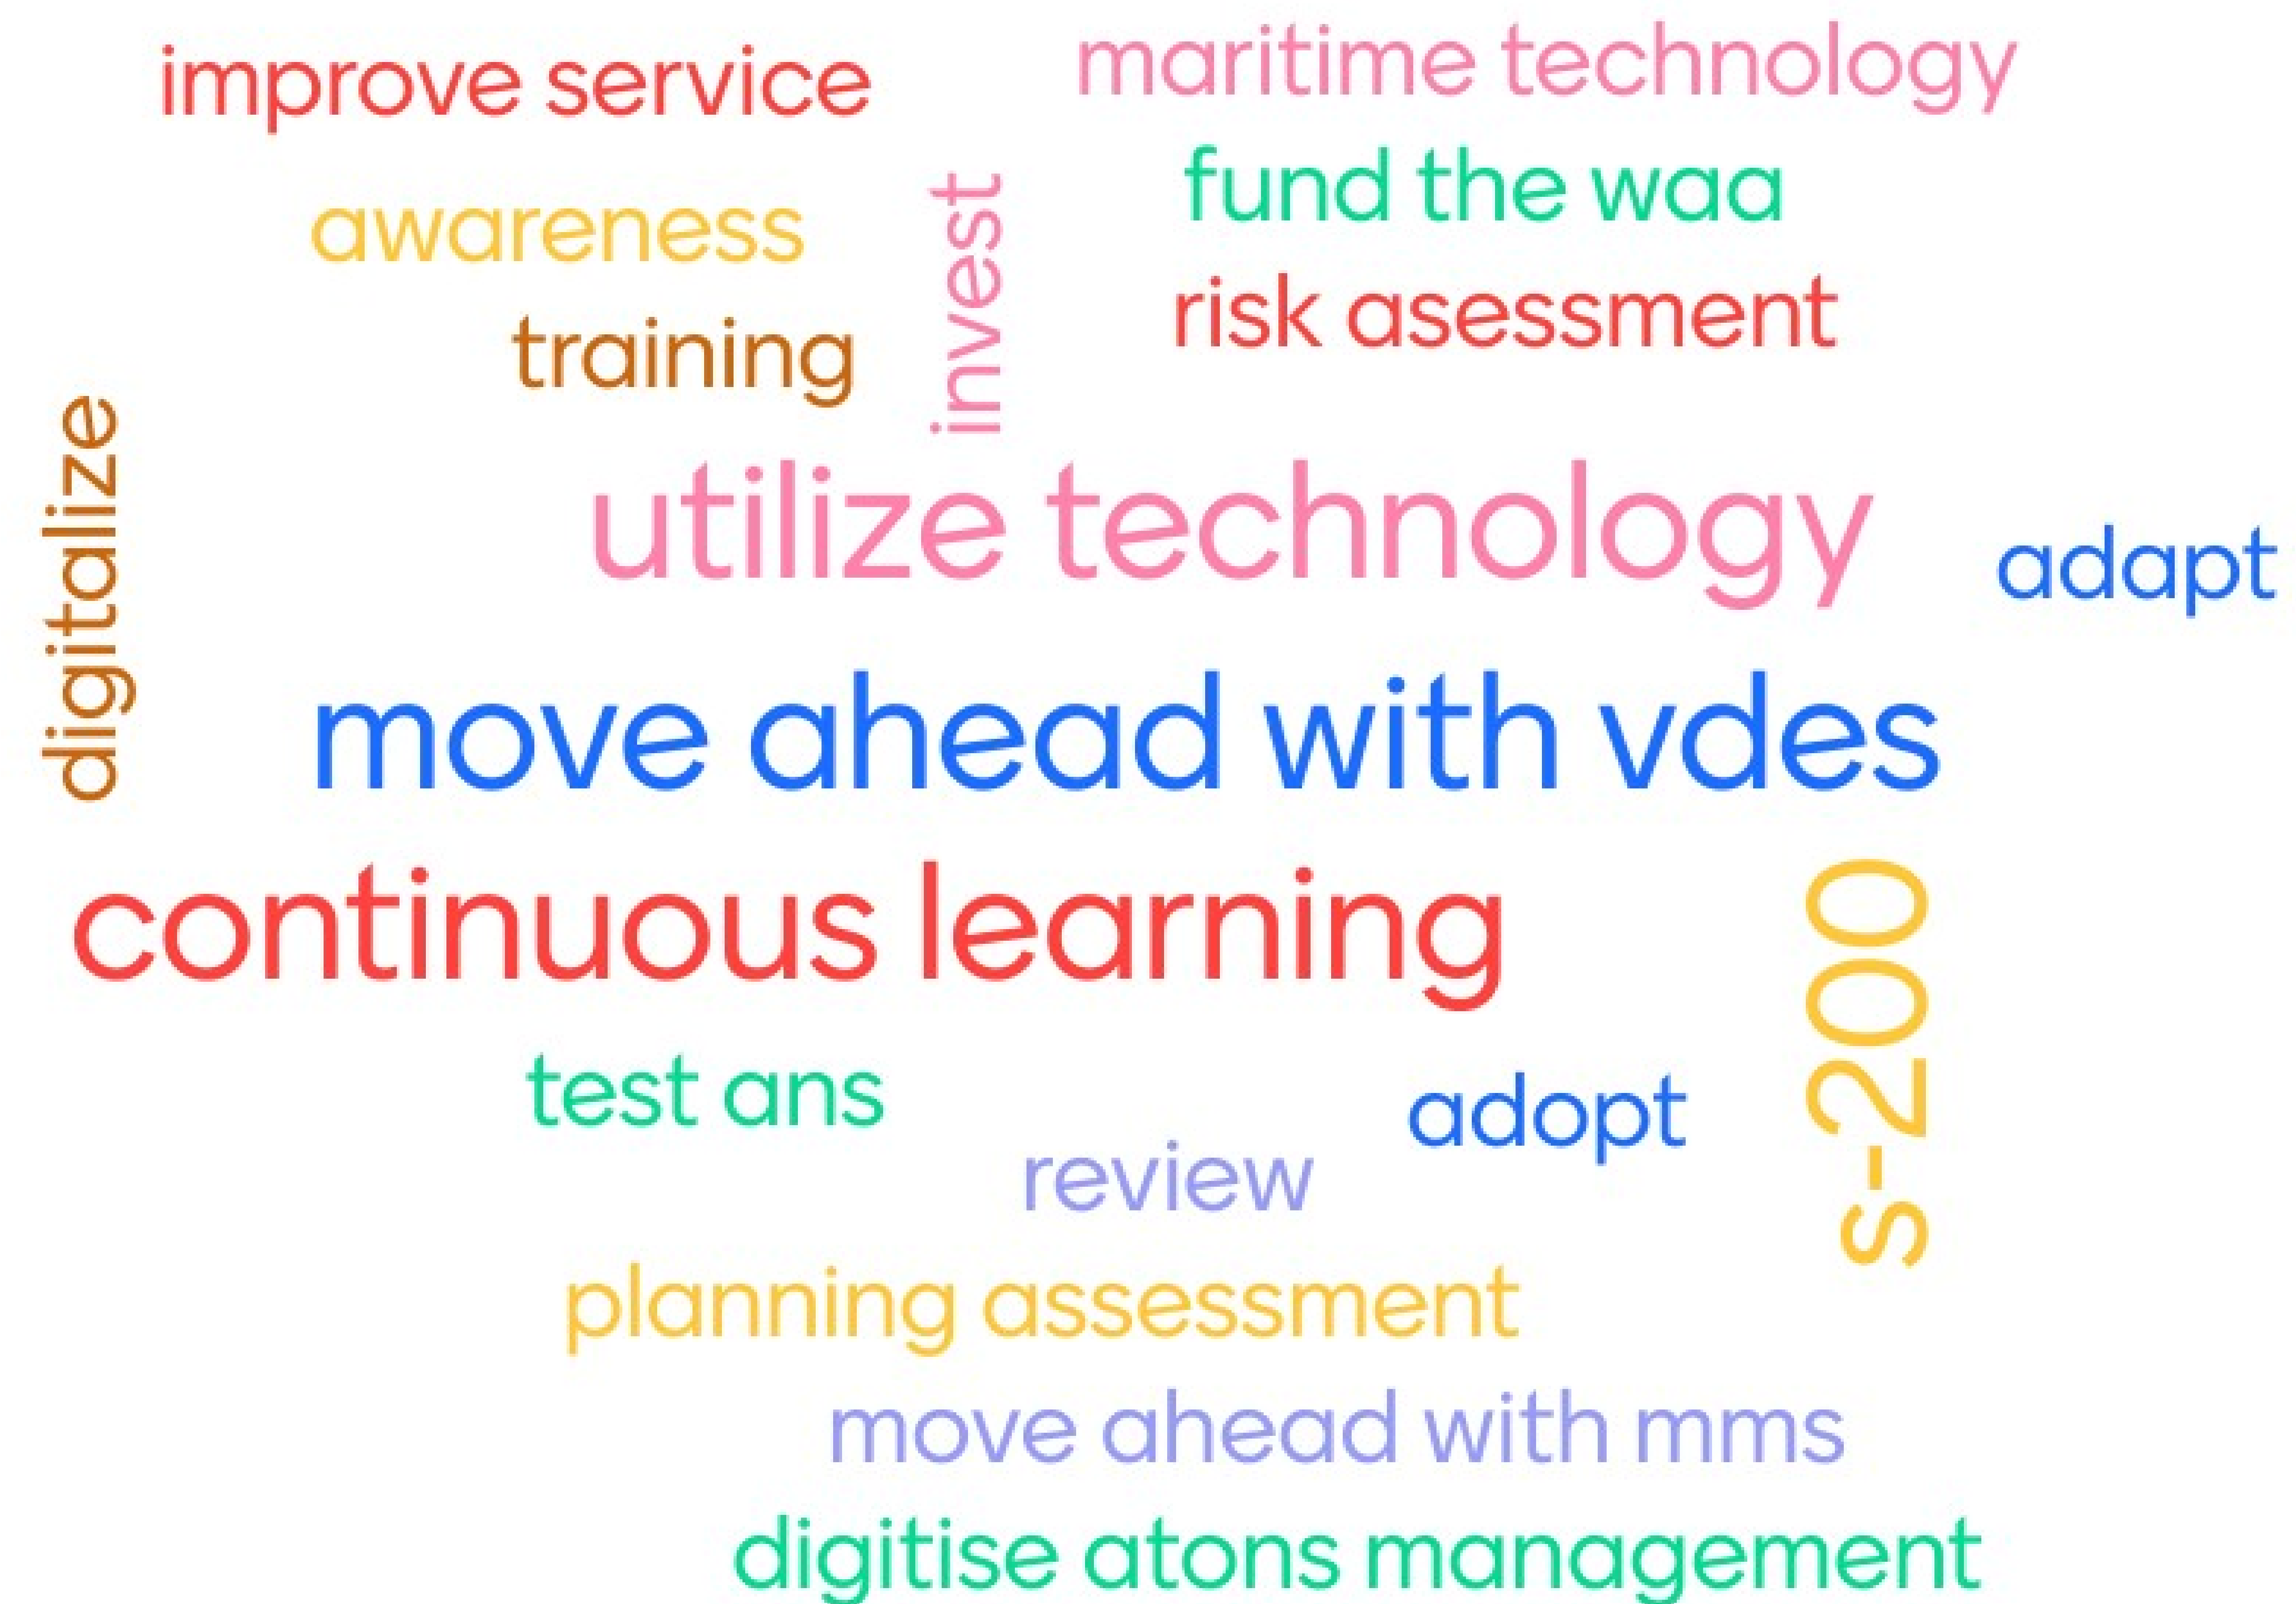 improve service
maritime technology
fund the waa
awareness
invest
risk asessment
training
digitalize
utilize technology
adapt
move ahead with vdes
continuous learning
s-200
test ans
adopt
review
planning assessment
move ahead with mms
digitise atons management